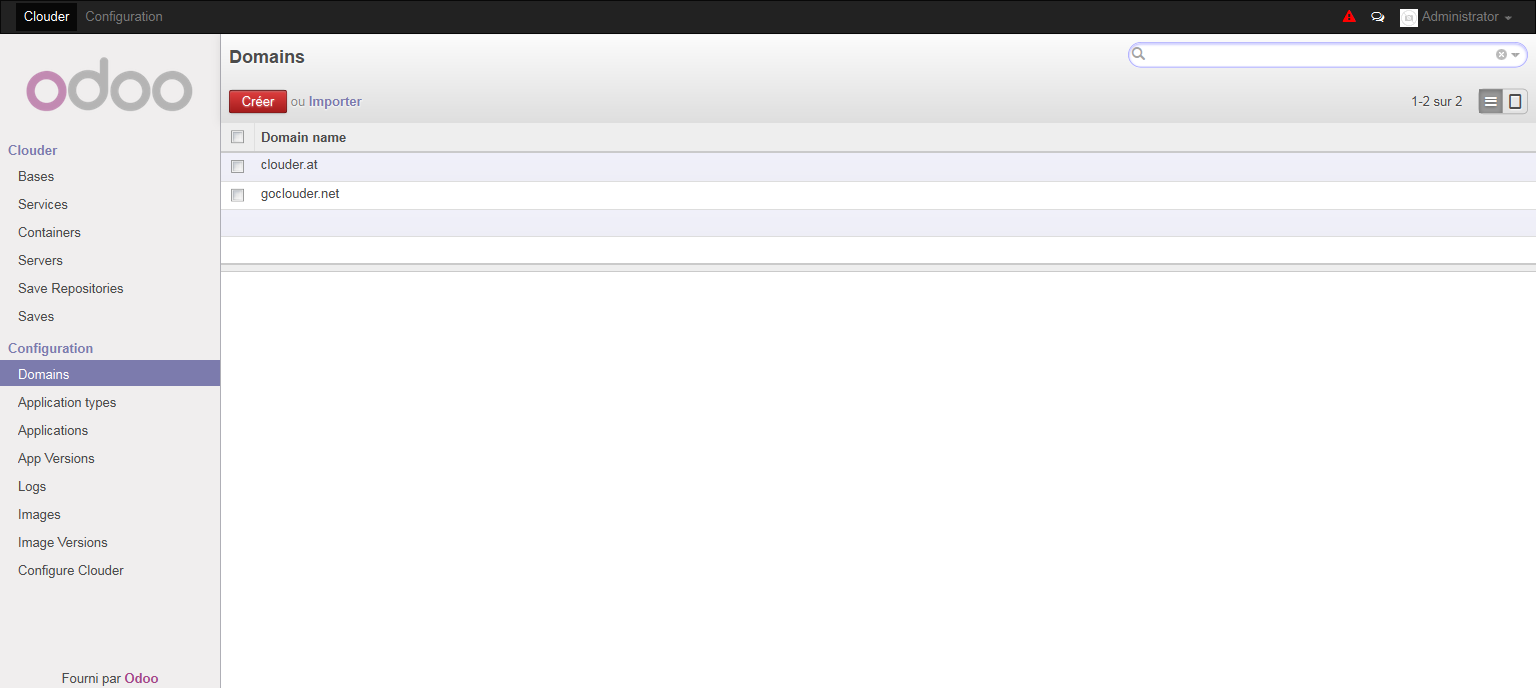 Clouder Configuration Administrator
odoo
Clouder
Bases
Services
Containers
Servers
Save Repositories
Saves
Configuration
Domains
Application types
Applications
App Versions
Logs
Images
Image Versions
Configure Clouder
Fourni par Odoo
Domains
Créer ou Importer
1-2 sur 2
Domain name
clouder.at
goclouder.net